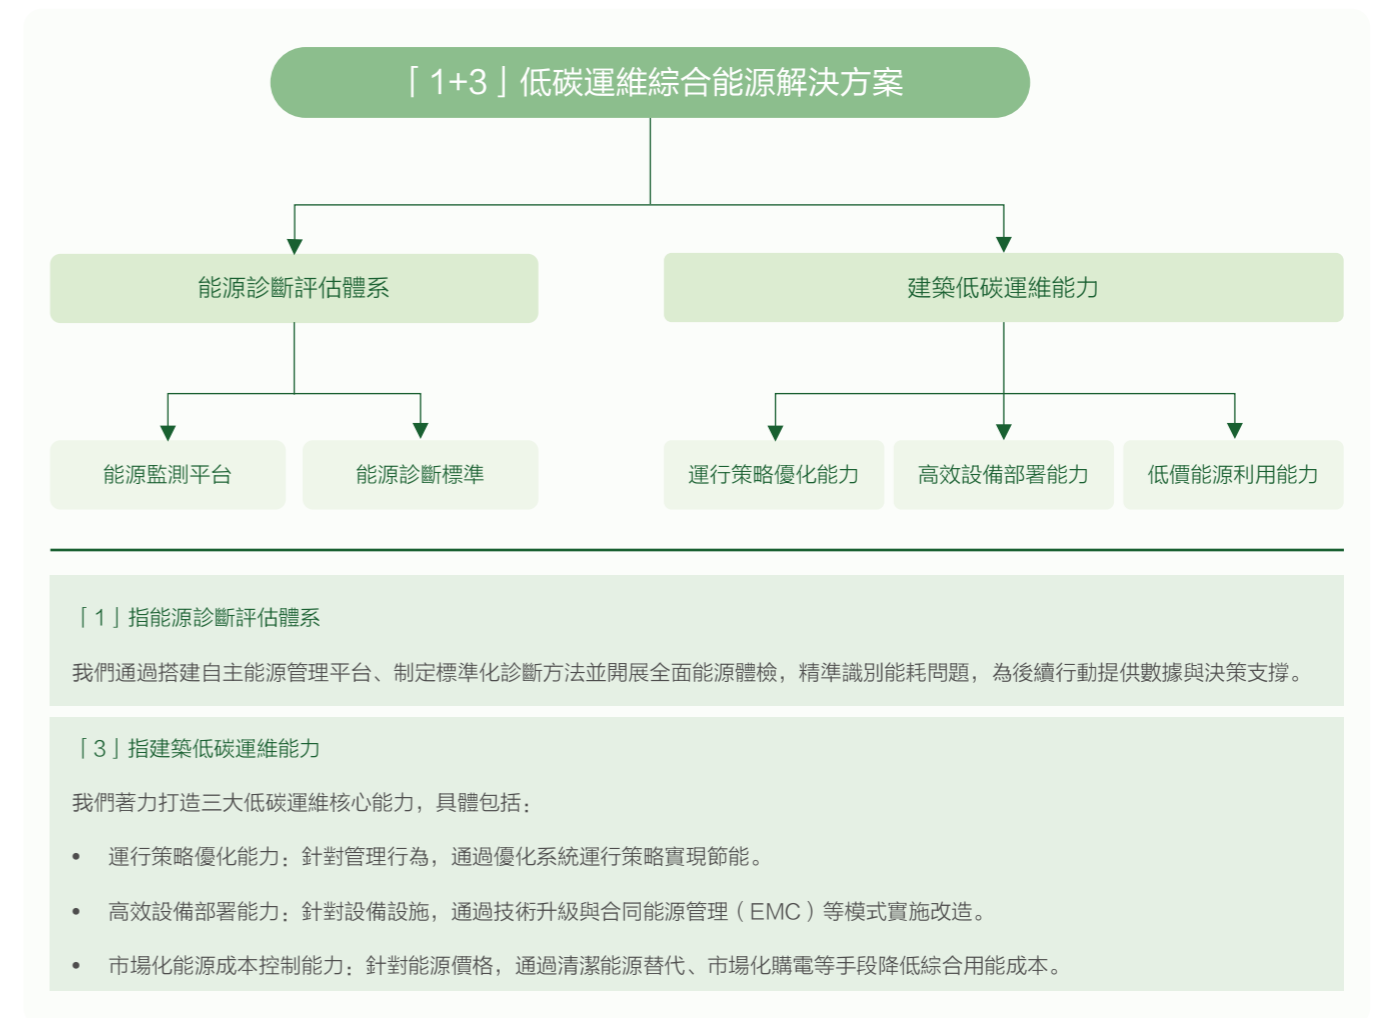 「1+3」低碳運維綜合能源解決方案
能源診斷評估體系
建築低碳運維能力
能源監測平台
能源診斷標準
運行策略優化能力
高效設備部署能力
低價能源利用能力
「1」指能源診斷評估體系
我們通過搭建自主能源管理平台、制定標準化診斷方法並開展全面能源體檢，精準識別能耗問題，為後續行動提供數據與決策支撐。
「3」指建築低碳運維能力
我們著力打造三大低碳運維核心能力，具體包括：
• 運行策略優化能力：針對管理行為，通過優化系統運行策略實現節能。
• 高效設備部署能力：針對設備設施，通過技術升級與合同能源管理（EMC）等模式實施改造。
• 市場化能源成本控制能力：針對能源價格，通過清潔能源替代、市場化購電等手段降低綜合用能成本。